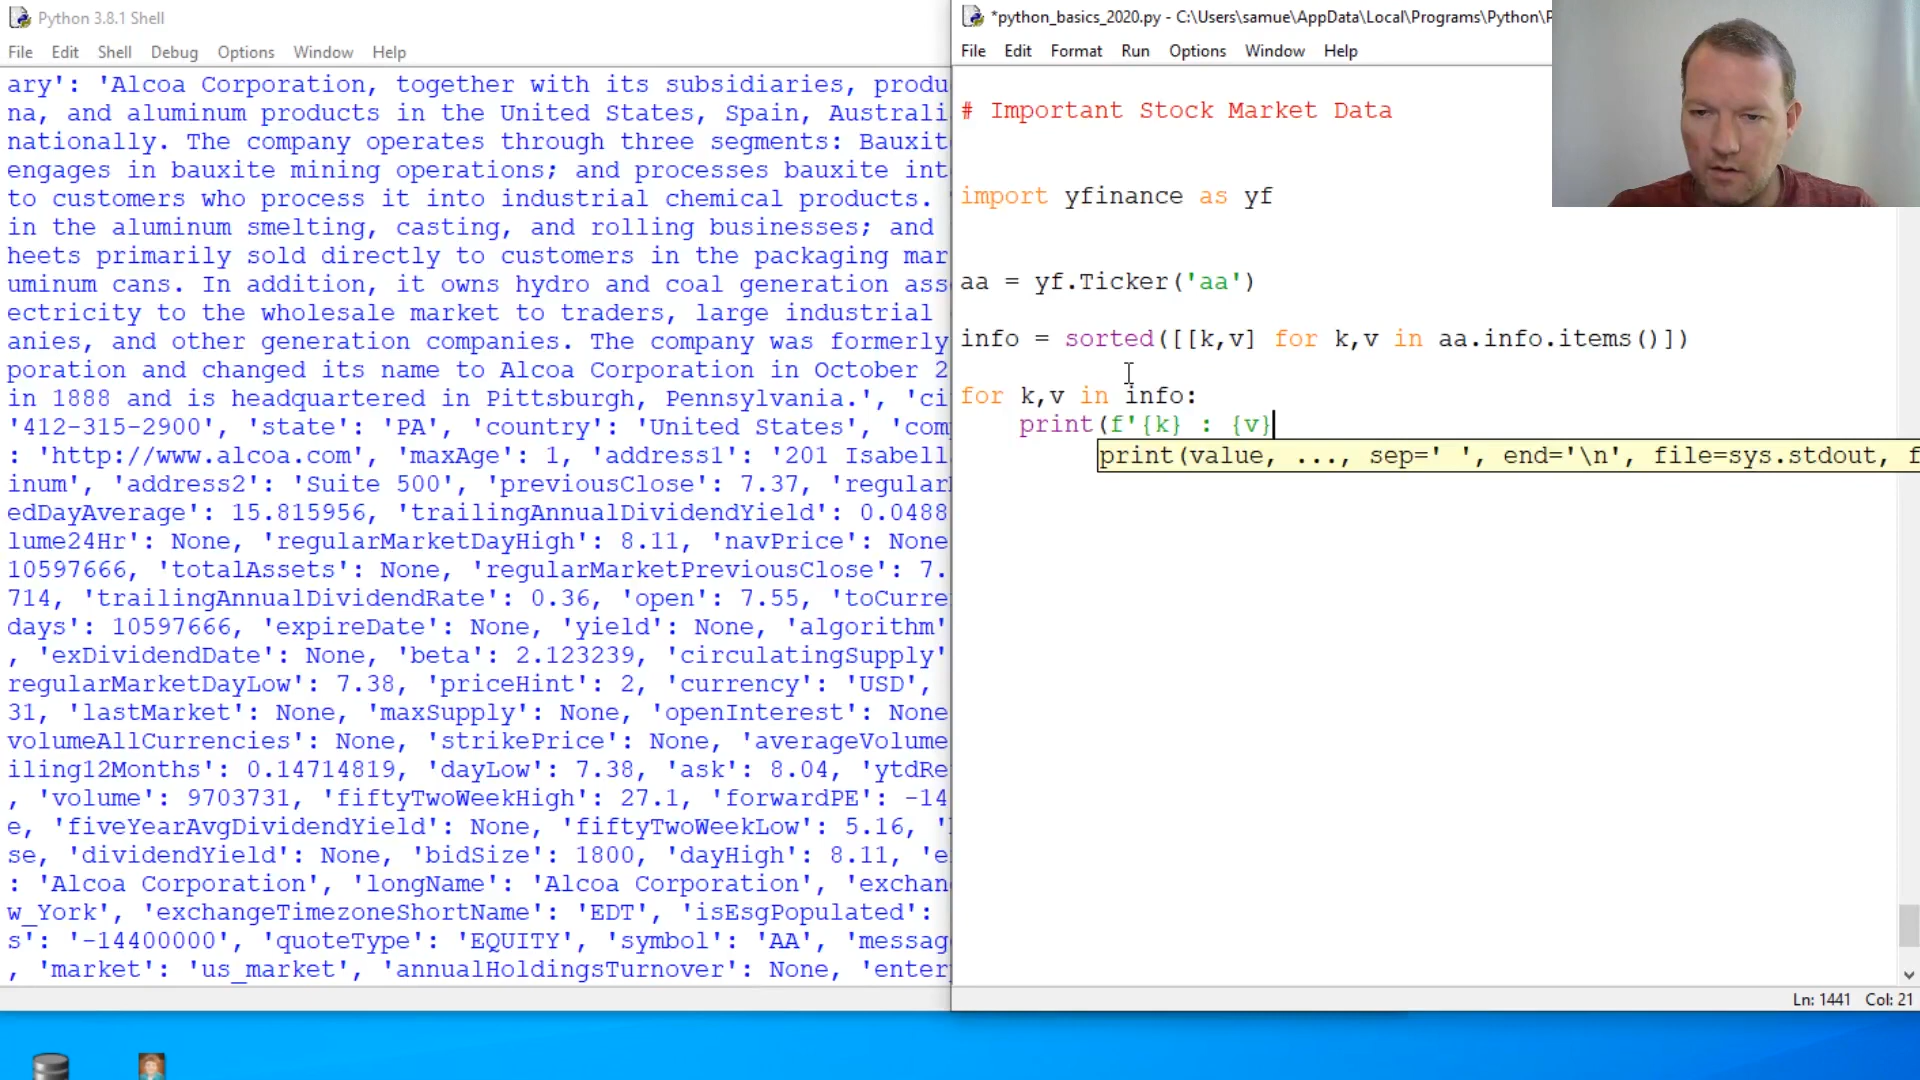 Python 3.8.1 Shell
File Edit Shell Debug Options Window Help
ary': 'Alcoa Corporation, together with its subsidiaries, produ
na, and aluminum products in the United States, Spain, Australi
nationally. The company operates through three segments: Bauxit
engages in bauxite mining operations; and processes bauxite int
to customers who process it into industrial chemical products.
in the aluminum smelting, casting, and rolling businesses; and
heets primarily sold directly to customers in the packaging mar
uminum cans. In addition, it owns hydro and coal generation ass
ectricity to the wholesale market to traders, large industrial
anies, and other generation companies. The company was formerly
poration and changed its name to Alcoa Corporation in October 2
in 1888 and is headquartered in Pittsburgh, Pennsylvania.', 'ci
'412-315-2900', 'state': 'PA', 'country': 'United States', 'com
: 'http://www.alcoa.com', 'maxAge': 1, 'address1': '201 Isabell
inum', 'address2': 'Suite 500', 'previousClose': 7.37, 'regular
edDayAverage': 15.815956, 'trailingAnnualDividendYield': 0.0488
lume24Hr': None, 'regularMarketDayHigh': 8.11, 'navPrice': None
10597666, 'totalAssets': None, 'regularMarketPreviousClose': 7.
714, 'trailingAnnualDividendRate': 0.36, 'open': 7.55, 'toCurre
days': 10597666, 'expireDate': None, 'yield': None, 'algorithm'
, 'exDividendDate': None, 'beta': 2.123239, 'circulatingSupply'
regularMarketDayLow': 7.38, 'priceHint': 2, 'currency': 'USD',
31, 'lastMarket': None, 'maxSupply': None, 'openInterest': None
volumeAllCurrencies': None, 'strikePrice': None, 'averageVolume
iling12Months': 0.14714819, 'dayLow': 7.38, 'ask': 8.04, 'ytdRe
, 'volume': 9703731, 'fiftyTwoWeekHigh': 27.1, 'forwardPE': -14
e, 'fiveYearAvgDividendYield': None, 'fiftyTwoWeekLow': 5.16, '
se, 'dividendYield': None, 'bidSize': 1800, 'dayHigh': 8.11, 'e
: 'Alcoa Corporation', 'longName': 'Alcoa Corporation', 'exchan
w_York', 'exchangeTimezoneShortName': 'EDT', 'isEsgPopulated':
s': '-14400000', 'quoteType': 'EQUITY', 'symbol': 'AA', 'messag
, 'market': 'us_market', 'annualHoldingsTurnover': None, 'enter
*python_basics_2020.py - C:\Users\samue\AppData\Local\Programs\Python\P
File Edit Format Run Options Window Help
# Important Stock Market Data
import yfinance as yf
aa = yf.Ticker('aa')
info = sorted([[k,v] for k,v in aa.info.items()])
for k,v in info:
print(f'{k} : {v}
print(value, ..., sep=' ', end='\n', file=sys.stdout, f
Ln: 1441 Col: 21